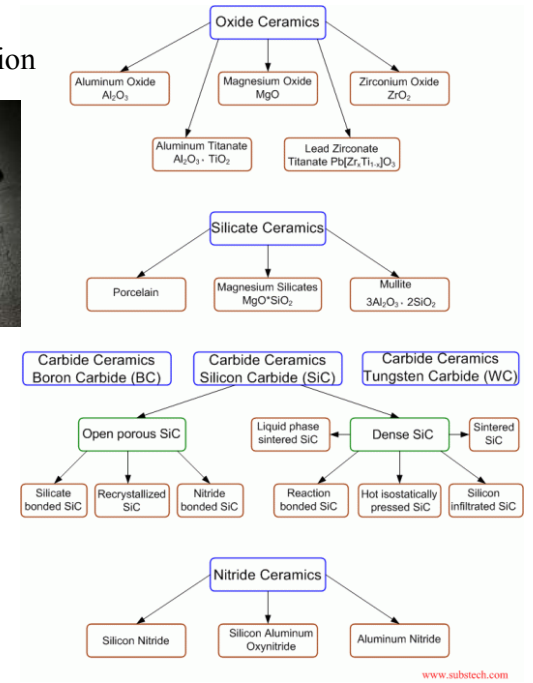 ion
Oxide Ceramics
Aluminum Oxide
Al₂O₃
Magnesium Oxide
MgO
Zirconium Oxide
ZrO₂
Aluminum Titanate
Al₂O₃ · TiO₂
Lead Zirconate
Titanate Pb[ZrₓTi₁₋ₓ]O₃
Silicate Ceramics
Porcelain
Magnesium Silicates
MgO*SiO₂
Mullite
3Al₂O₃ · 2SiO₂
Carbide Ceramics
Boron Carbide (BC)
Carbide Ceramics
Silicon Carbide (SiC)
Carbide Ceramics
Tungsten Carbide (WC)
Open porous SiC
Liquid phase
sintered SiC
Dense SiC
Sintered
SiC
Silicate
bonded SiC
Recrystallized
SiC
Nitride
bonded SiC
Reaction
bonded SiC
Hot isostatically
pressed SiC
Silicon
infiltrated SiC
Nitride Ceramics
Silicon Nitride
Silicon Aluminum
Oxynitride
Aluminum Nitride
www.substech.com